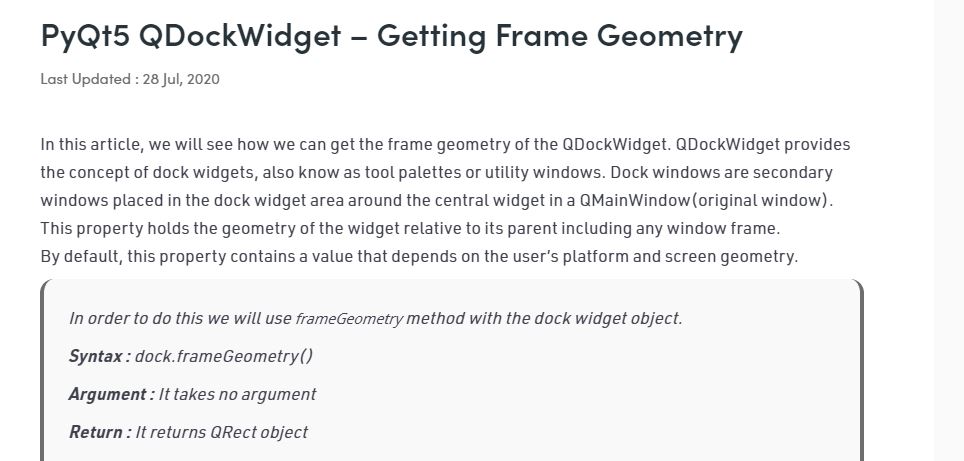 PyQt5 QDockWidget – Getting Frame Geometry
Last Updated : 28 Jul, 2020
In this article, we will see how we can get the frame geometry of the QDockWidget. QDockWidget provides
the concept of dock widgets, also know as tool palettes or utility windows. Dock windows are secondary
windows placed in the dock widget area around the central widget in a QMainWindow(original window).
This property holds the geometry of the widget relative to its parent including any window frame.
By default, this property contains a value that depends on the user’s platform and screen geometry.
In order to do this we will use frameGeometry method with the dock widget object.
Syntax : dock.frameGeometry()
Argument : It takes no argument
Return : It returns QRect object